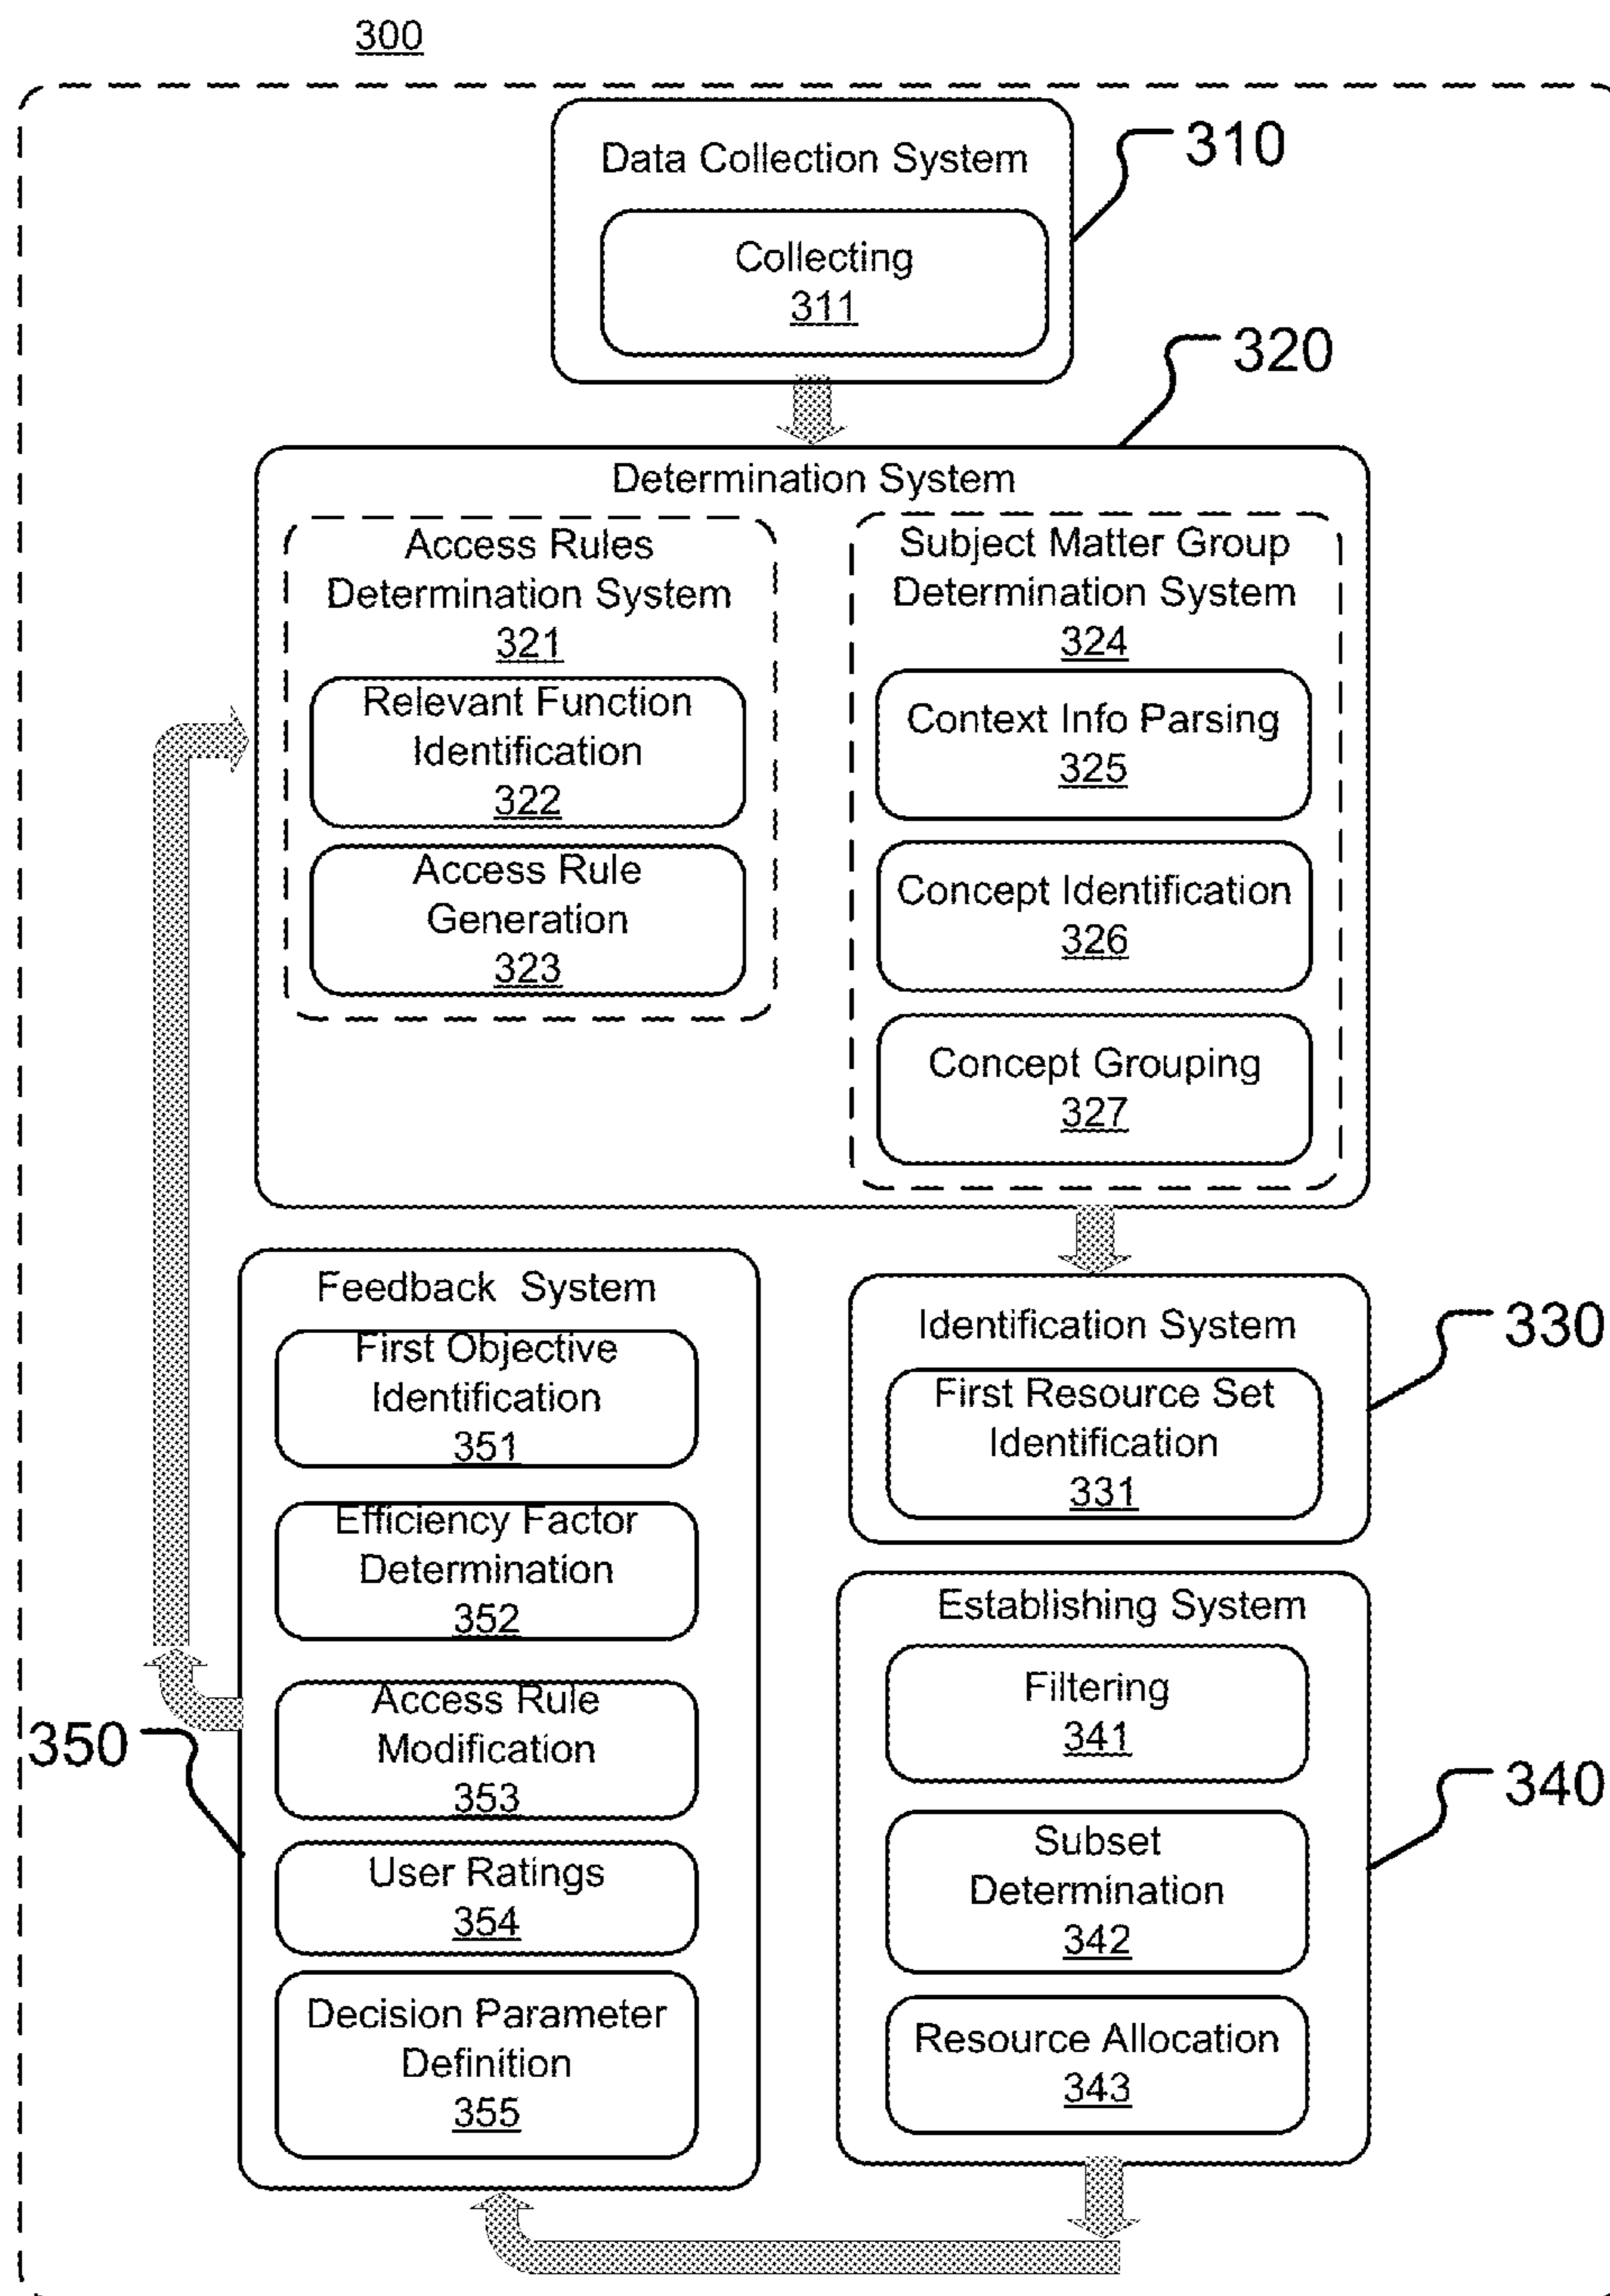 300
Data Collection System
310
Collecting
311
320
Determination System
Access Rules
Determination System
321
Relevant Function
Identification
322
Access Rule
Generation
323
Subject Matter Group
Determination System
324
Context Info Parsing
325
Concept Identification
326
Concept Grouping
327
Feedback System
First Objective
Identification
351
Efficiency Factor
Determination
352
Access Rule
Modification
353
350
User Ratings
354
Decision Parameter
Definition
355
Identification System
330
First Resource Set
Identification
331
Establishing System
Filtering
341
340
Subset
Determination
342
Resource Allocation
343